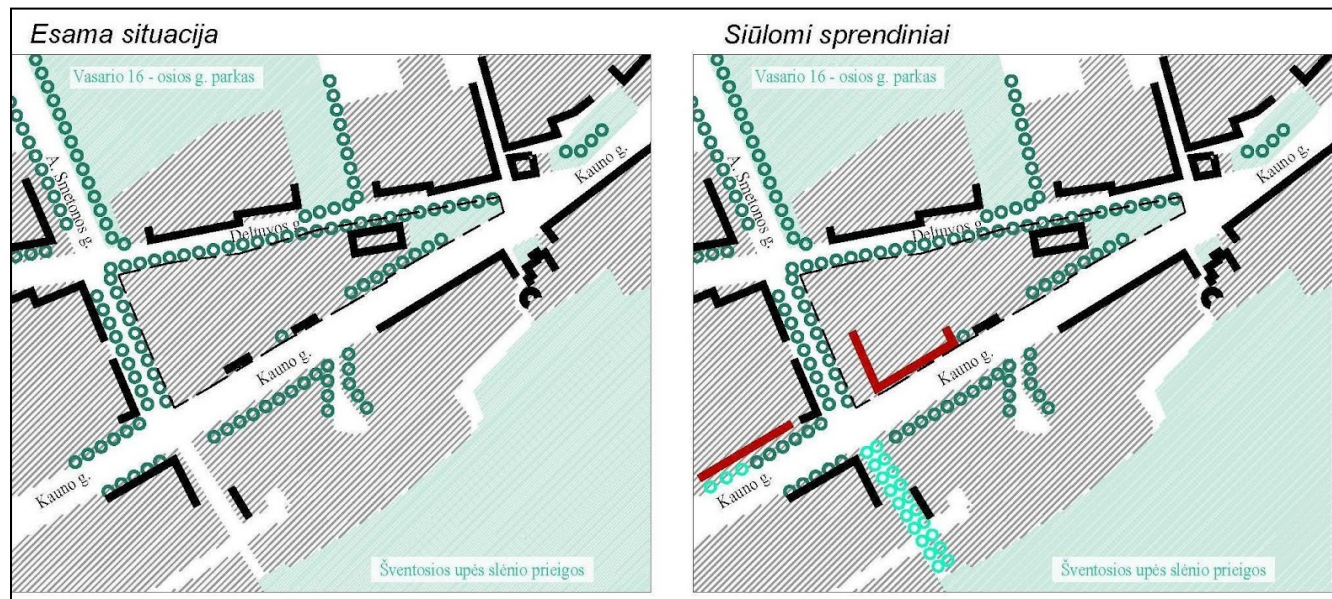 Esama situacija
Vasario 16 - osios g. parkas
A. Smetonos g.
Kauno g.
Deltuvos g.
Kauno g.
Kauno g.
Šventosios upės slėnio prieigos
Siūlomi sprendiniai
Vasario 16 - osios g. parkas
A. Smetonos g.
Kauno g.
Deltuvos g.
Kauno g.
Kauno g.
Šventosios upės slėnio prieigos